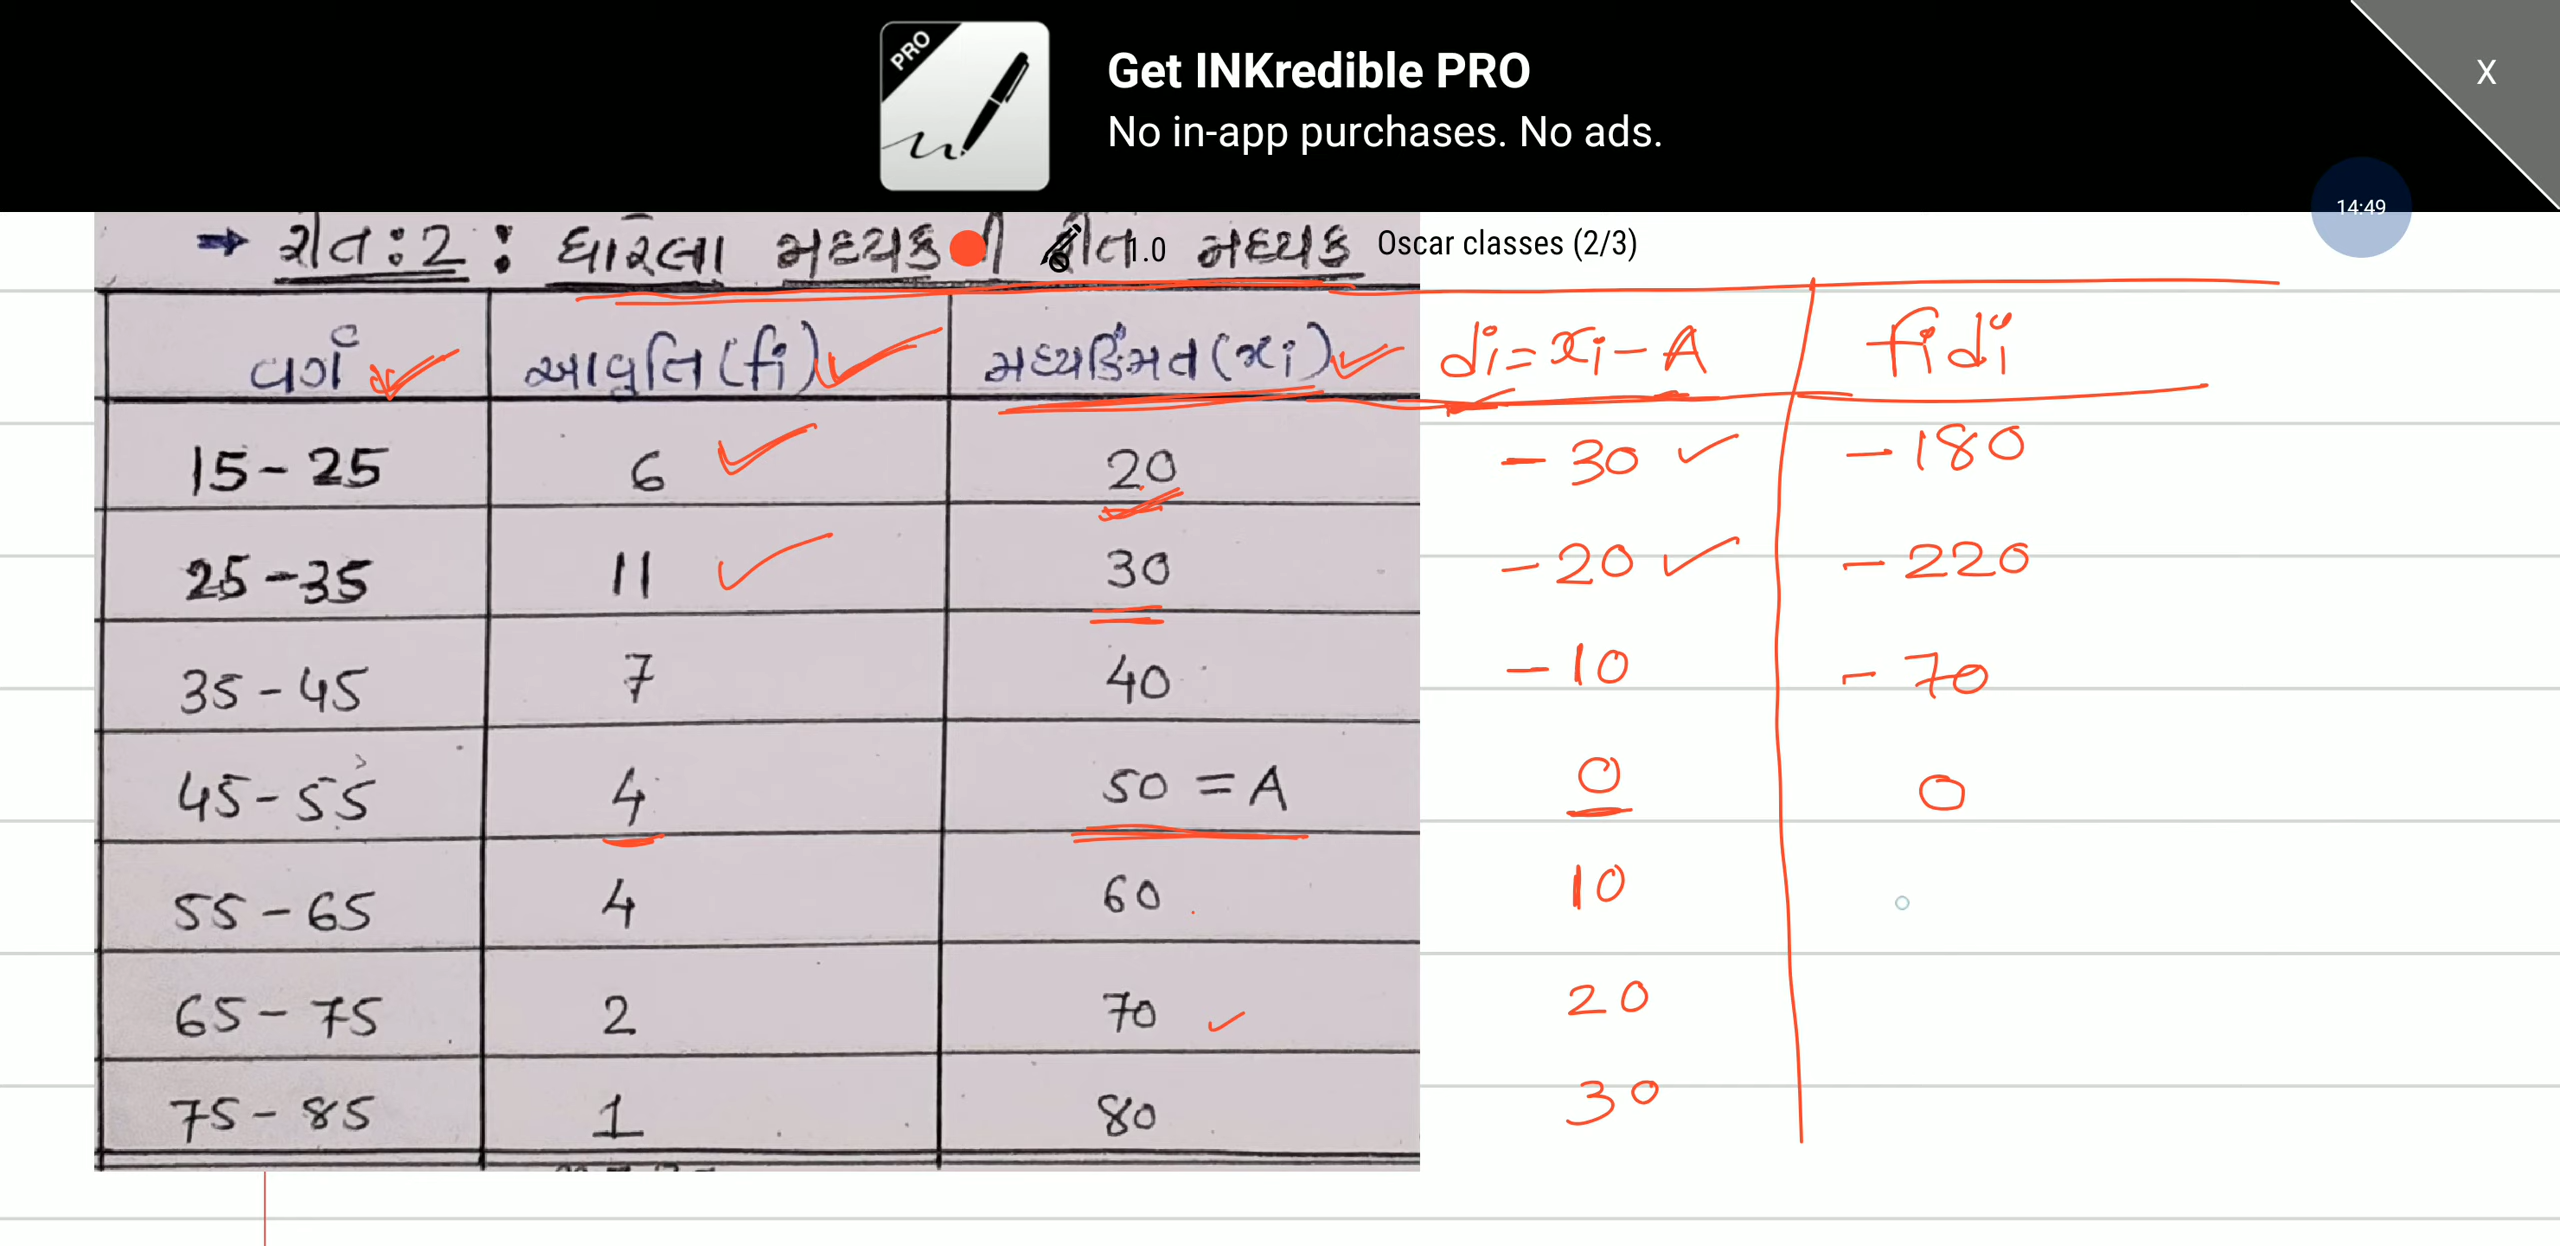 PRO
Get INKredible PRO
No in-app purchases. No ads.
X
14:49
→ રીત : 2 : ધારેલા મધ્યક ની રીત 1.0 મધ્યક Oscar classes (2/3)
વર્ગ આવૃતિ (fi) મધ્યકિંમત (xi) di = xi - A fidi
15 - 25 6 20 - 30 - 180
25 - 35 11 30 - 20 - 220
35 - 45 7 40 - 10 - 70
45 - 55 4 50 = A 0 0
55 - 65 4 60 10
65 - 75 2 70 20
75 - 85 1 80 30